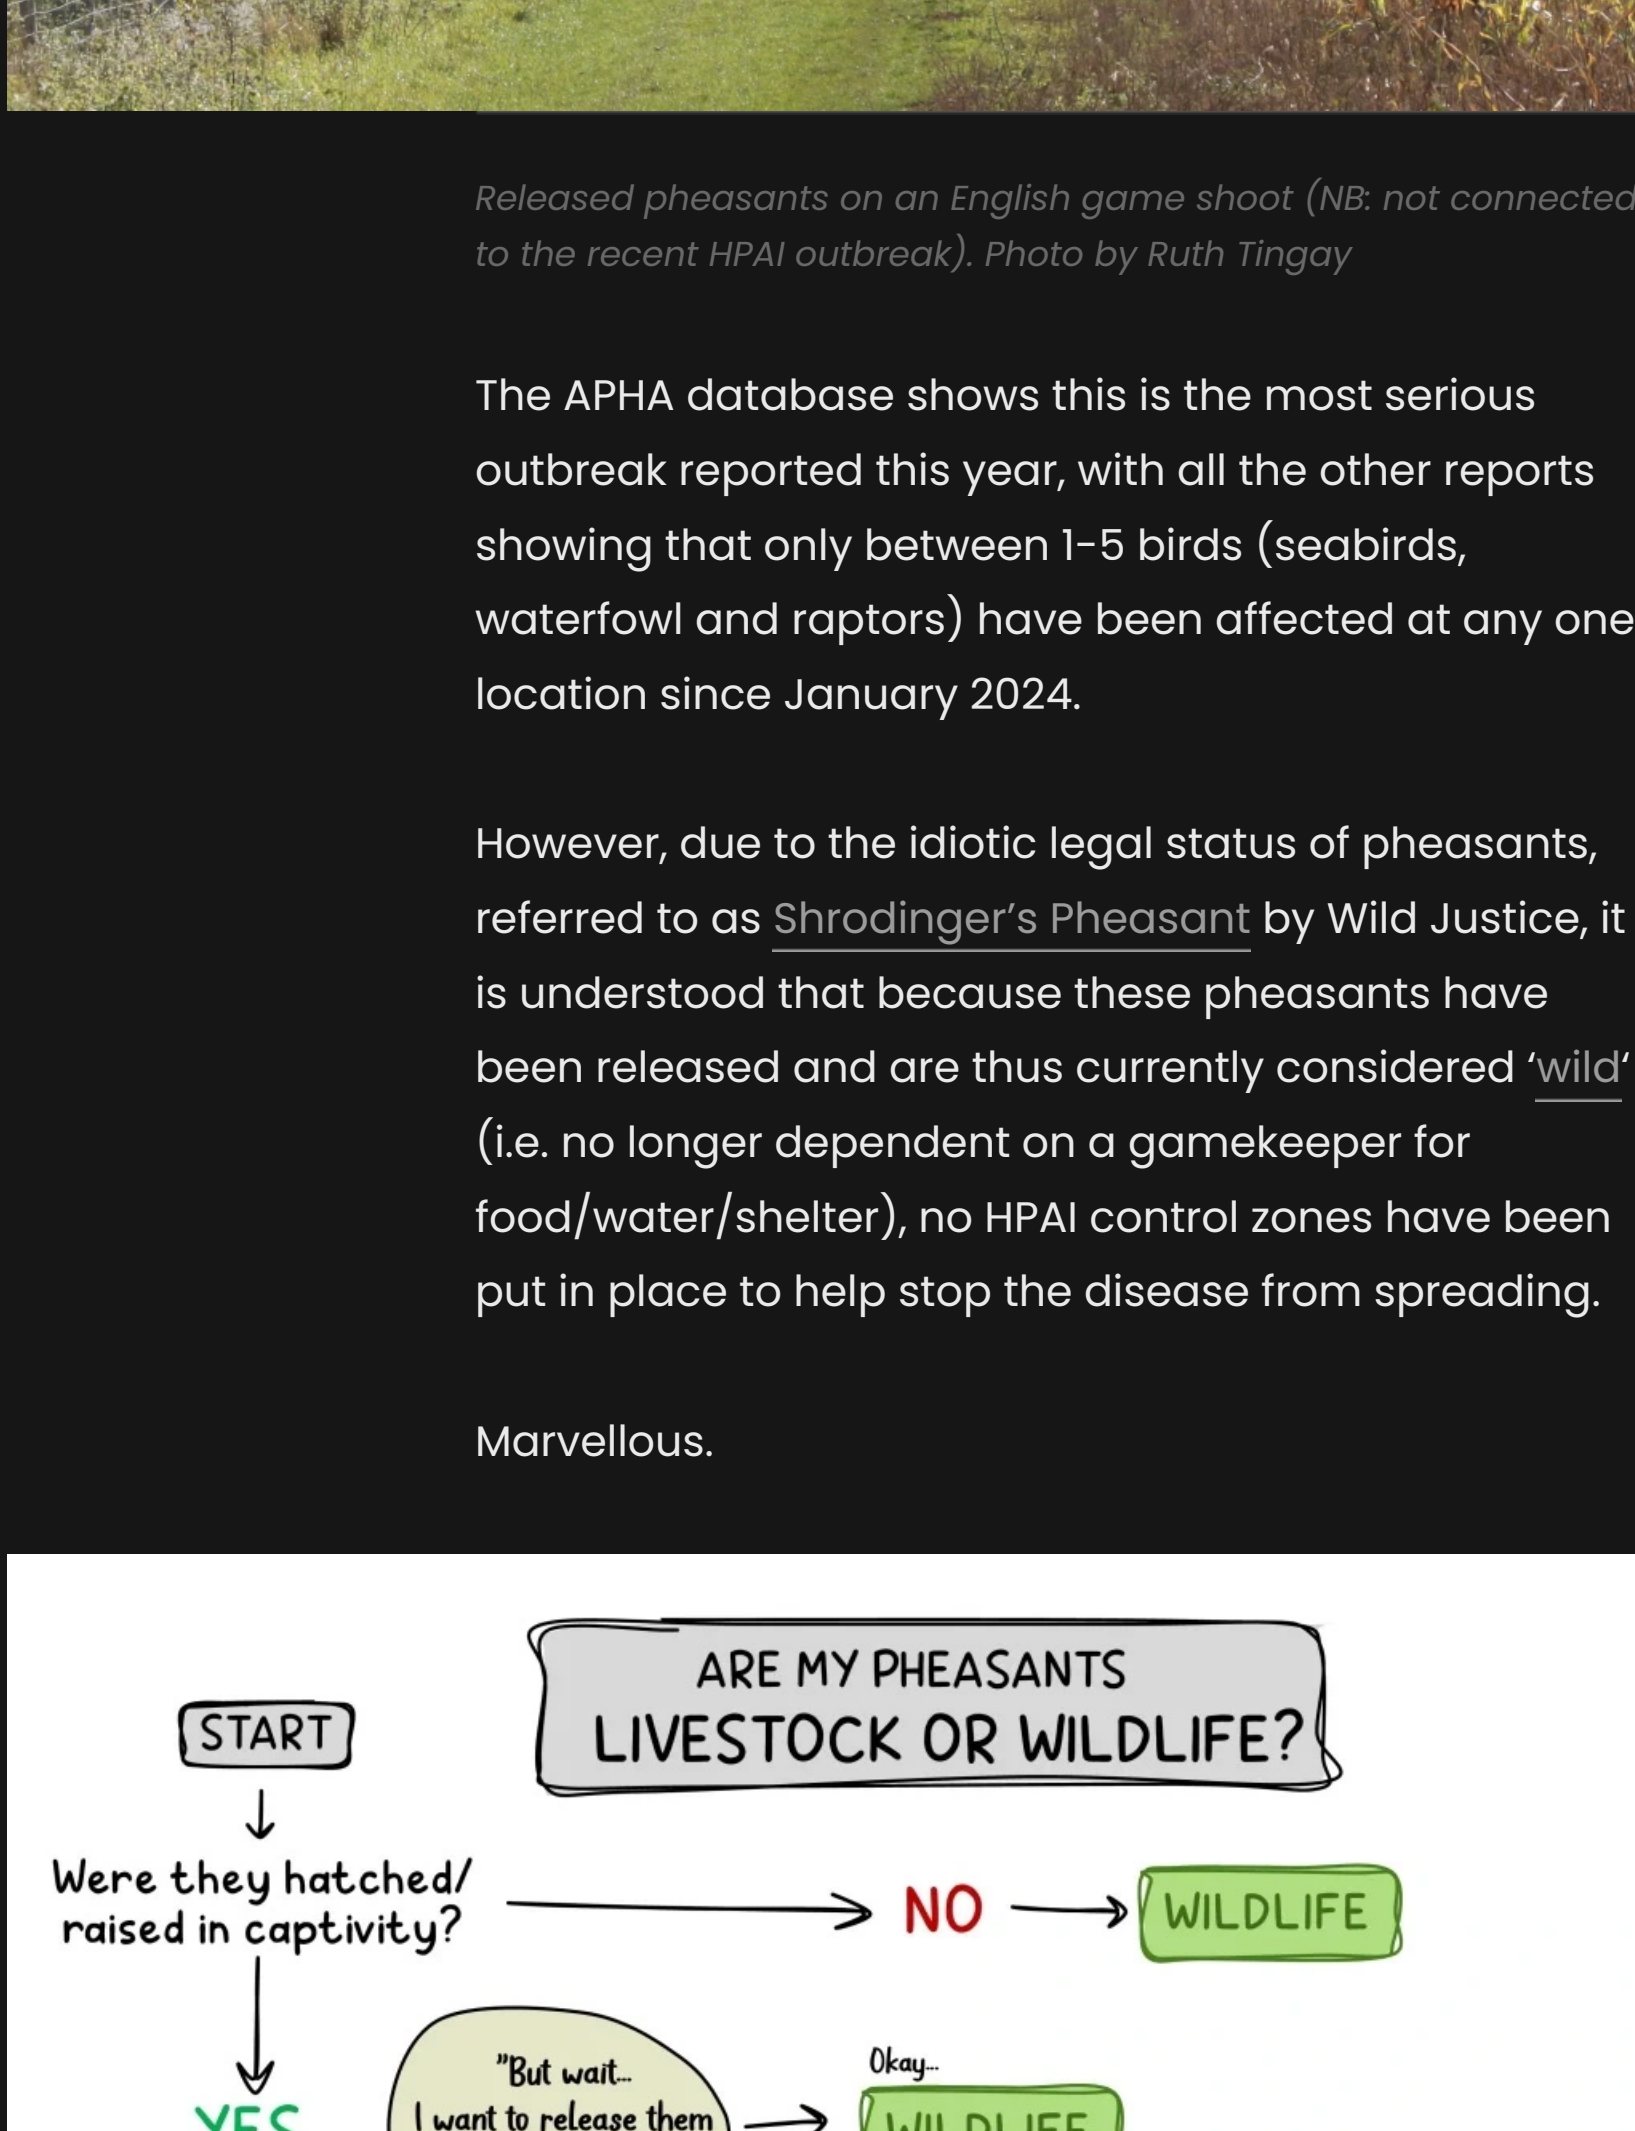 Released pheasants on an English game shoot (NB: not connected
to the recent HPAI outbreak). Photo by Ruth Tingay
The APHA database shows this is the most serious
outbreak reported this year, with all the other reports
showing that only between 1-5 birds (seabirds,
waterfowl and raptors) have been affected at any one
location since January 2024.
However, due to the idiotic legal status of pheasants,
referred to as Shrodinger’s Pheasant by Wild Justice, it
is understood that because these pheasants have
been released and are thus currently considered ‘wild‘
(i.e. no longer dependent on a gamekeeper for
food/water/shelter), no HPAI control zones have been
put in place to help stop the disease from spreading.
Marvellous.
ARE MY PHEASANTS
LIVESTOCK OR WILDLIFE?
START
Were they hatched/
raised in captivity?
NO
WILDLIFE
"But wait...
I want to release them
Okay...
WILDLIFE
YES